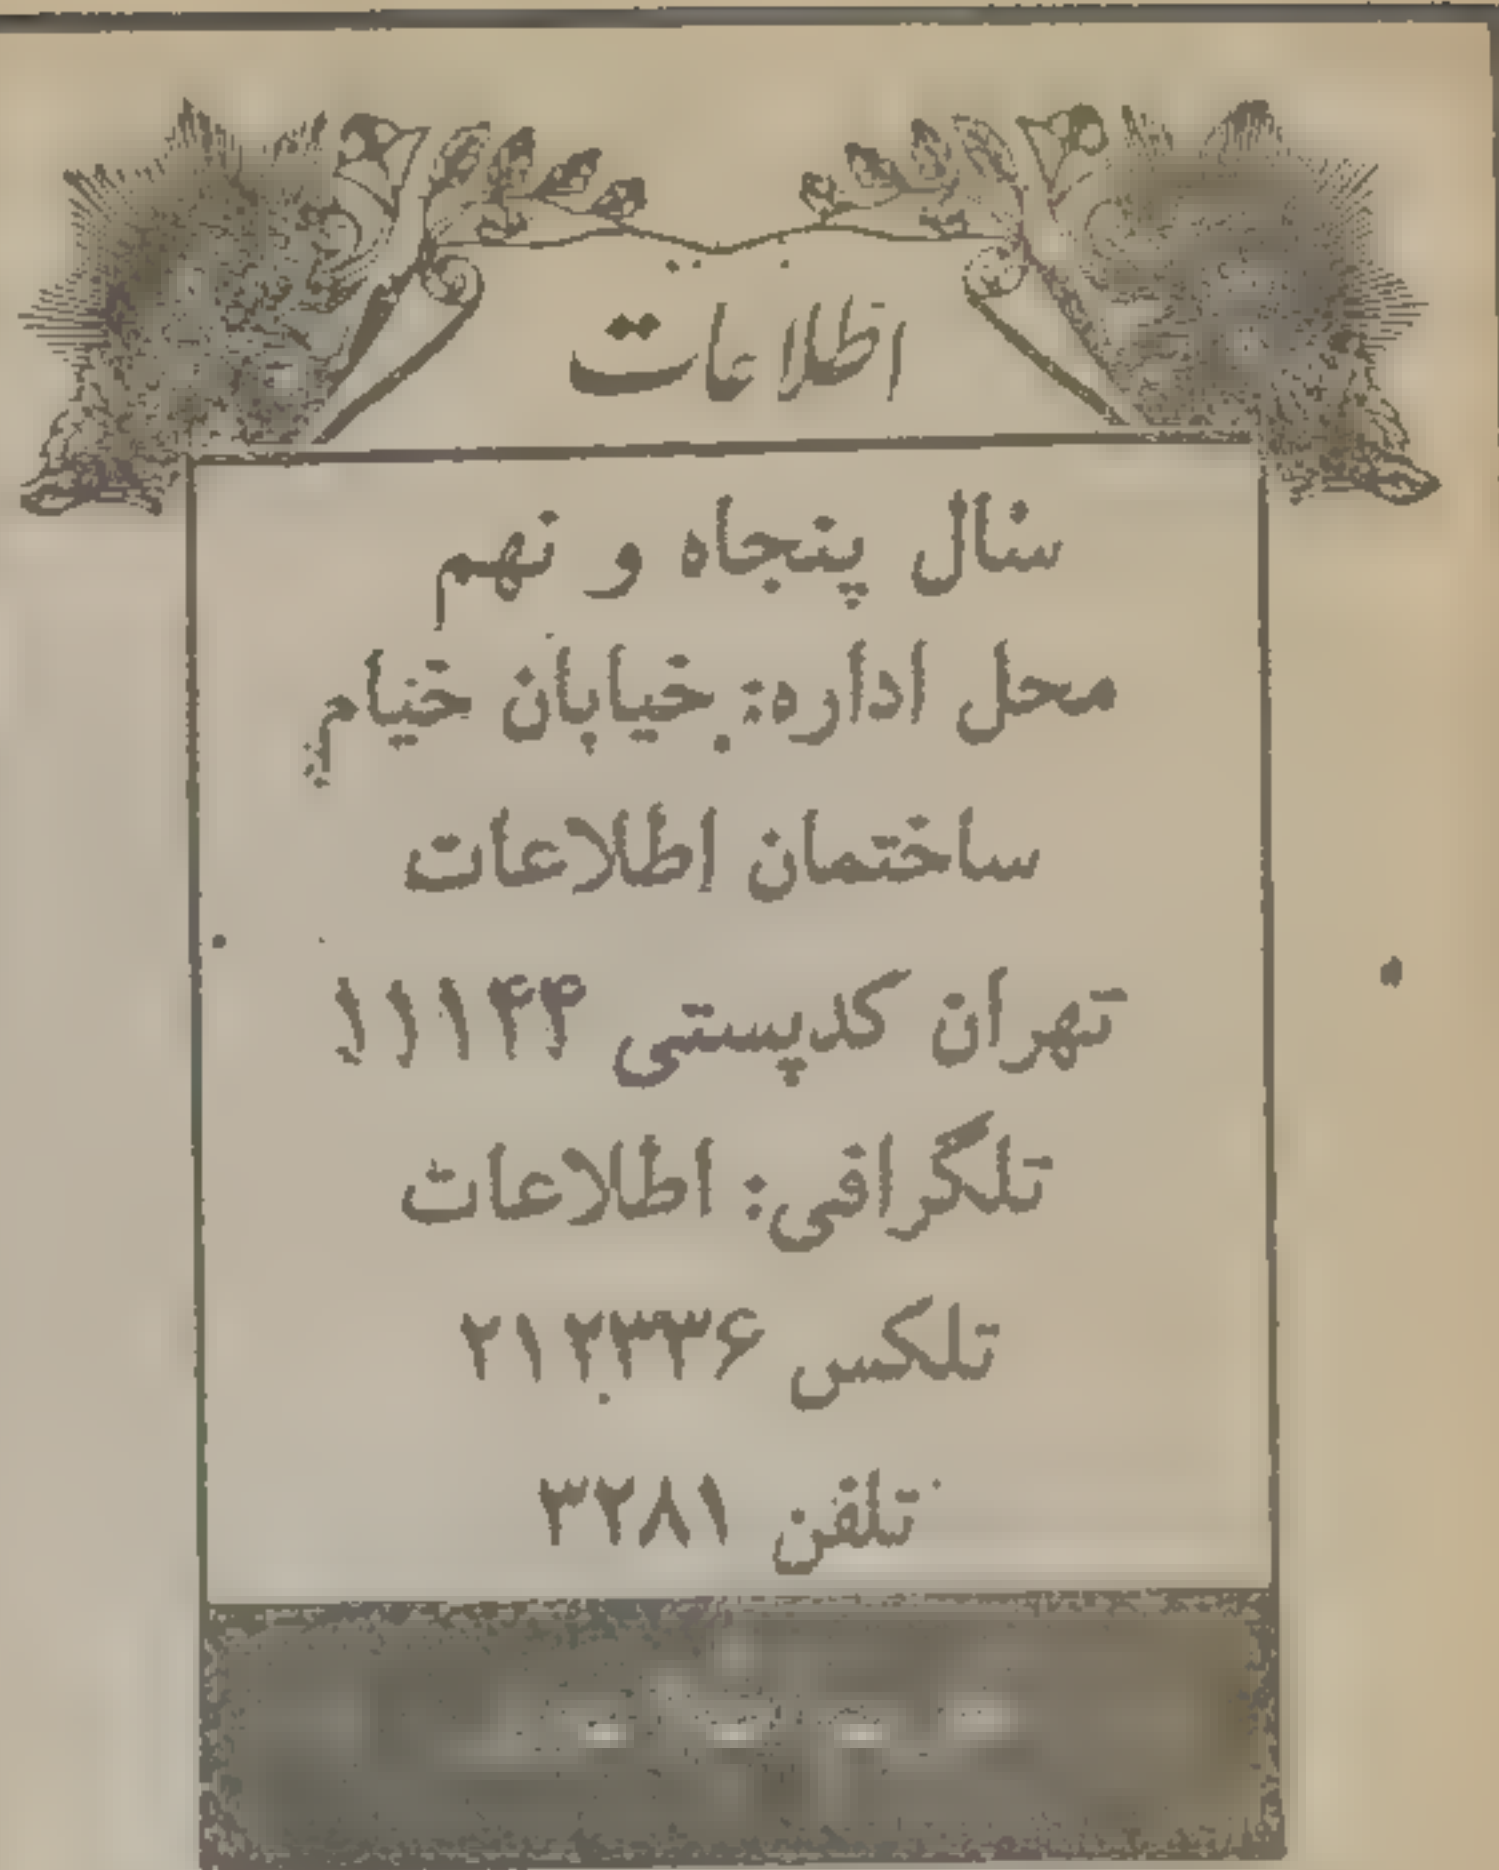 اطلاعات
سال پنجاه و نهم
محل اداره: خیابان خیام
ساختمان اطلاعات
تهران کدپستی ۱۱۱۴۴
تلگرافی: اطلاعات
تلکس ۲۱۲۳۳۶
تلفن ۳۲۸۱